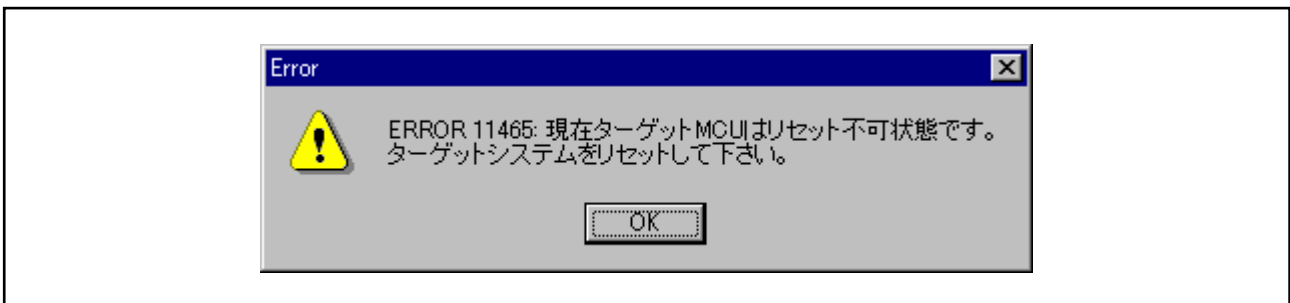 Error
ERROR 11465: 現在ターゲットMCUはリセット不可状態です。
ターゲットシステムをリセットして下さい。
OK